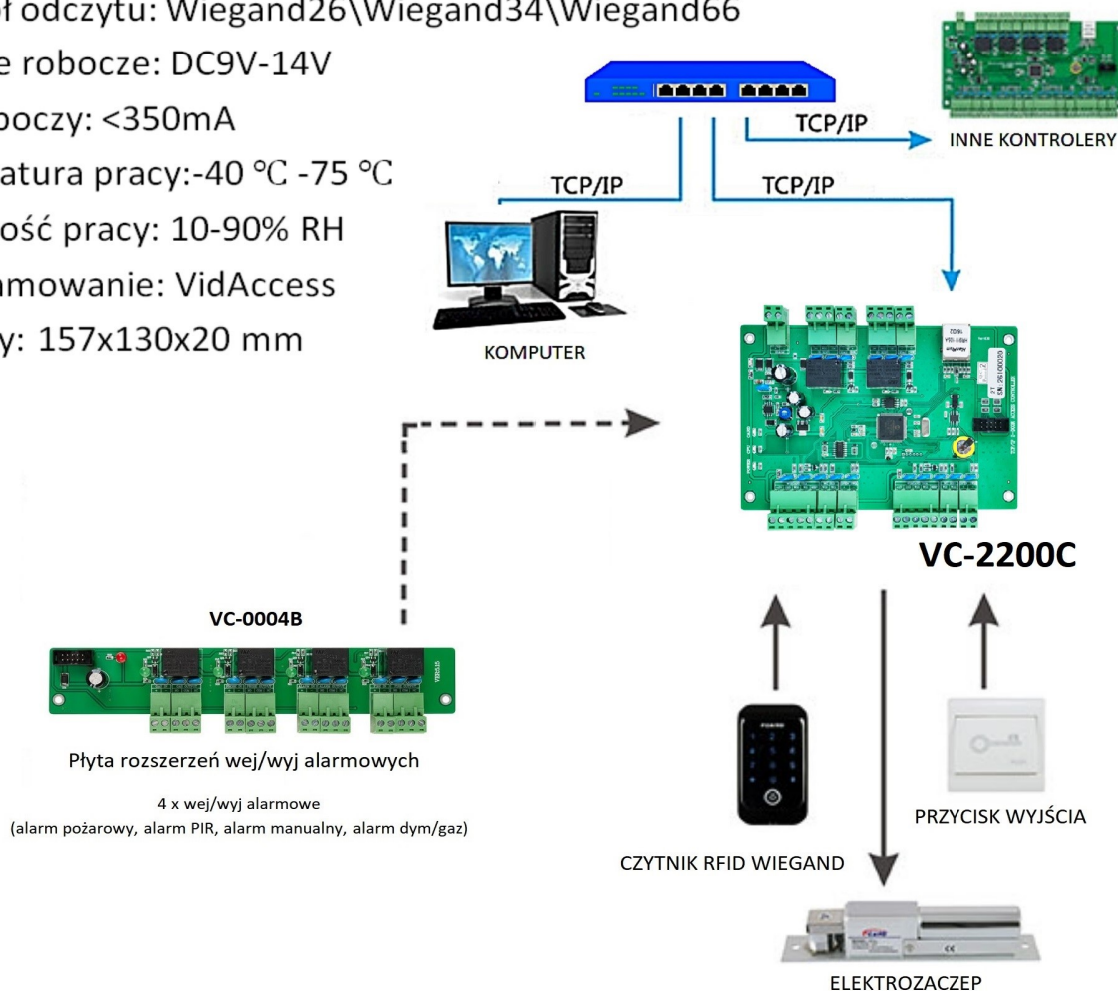 ół odczytu: Wiegand26\Wiegand34\Wiegand66
e robocze: DC9V-14V
boczy: <350mA
atura pracy:-40 ℃ -75 ℃
ość pracy: 10-90% RH
mowanie: VidAccess
y: 157x130x20 mm
TCP/IP
INNE KONTROLERY
TCP/IP
TCP/IP
KOMPUTER
VC-2200C
VC-0004B
Płyta rozszerzeń wej/wyj alarmowych
4 x wej/wyj alarmowe
(alarm pożarowy, alarm PIR, alarm manualny, alarm dym/gaz)
PRZYCISK WYJŚCIA
CZYTNIK RFID WIEGAND
ELEKTROZACZEP